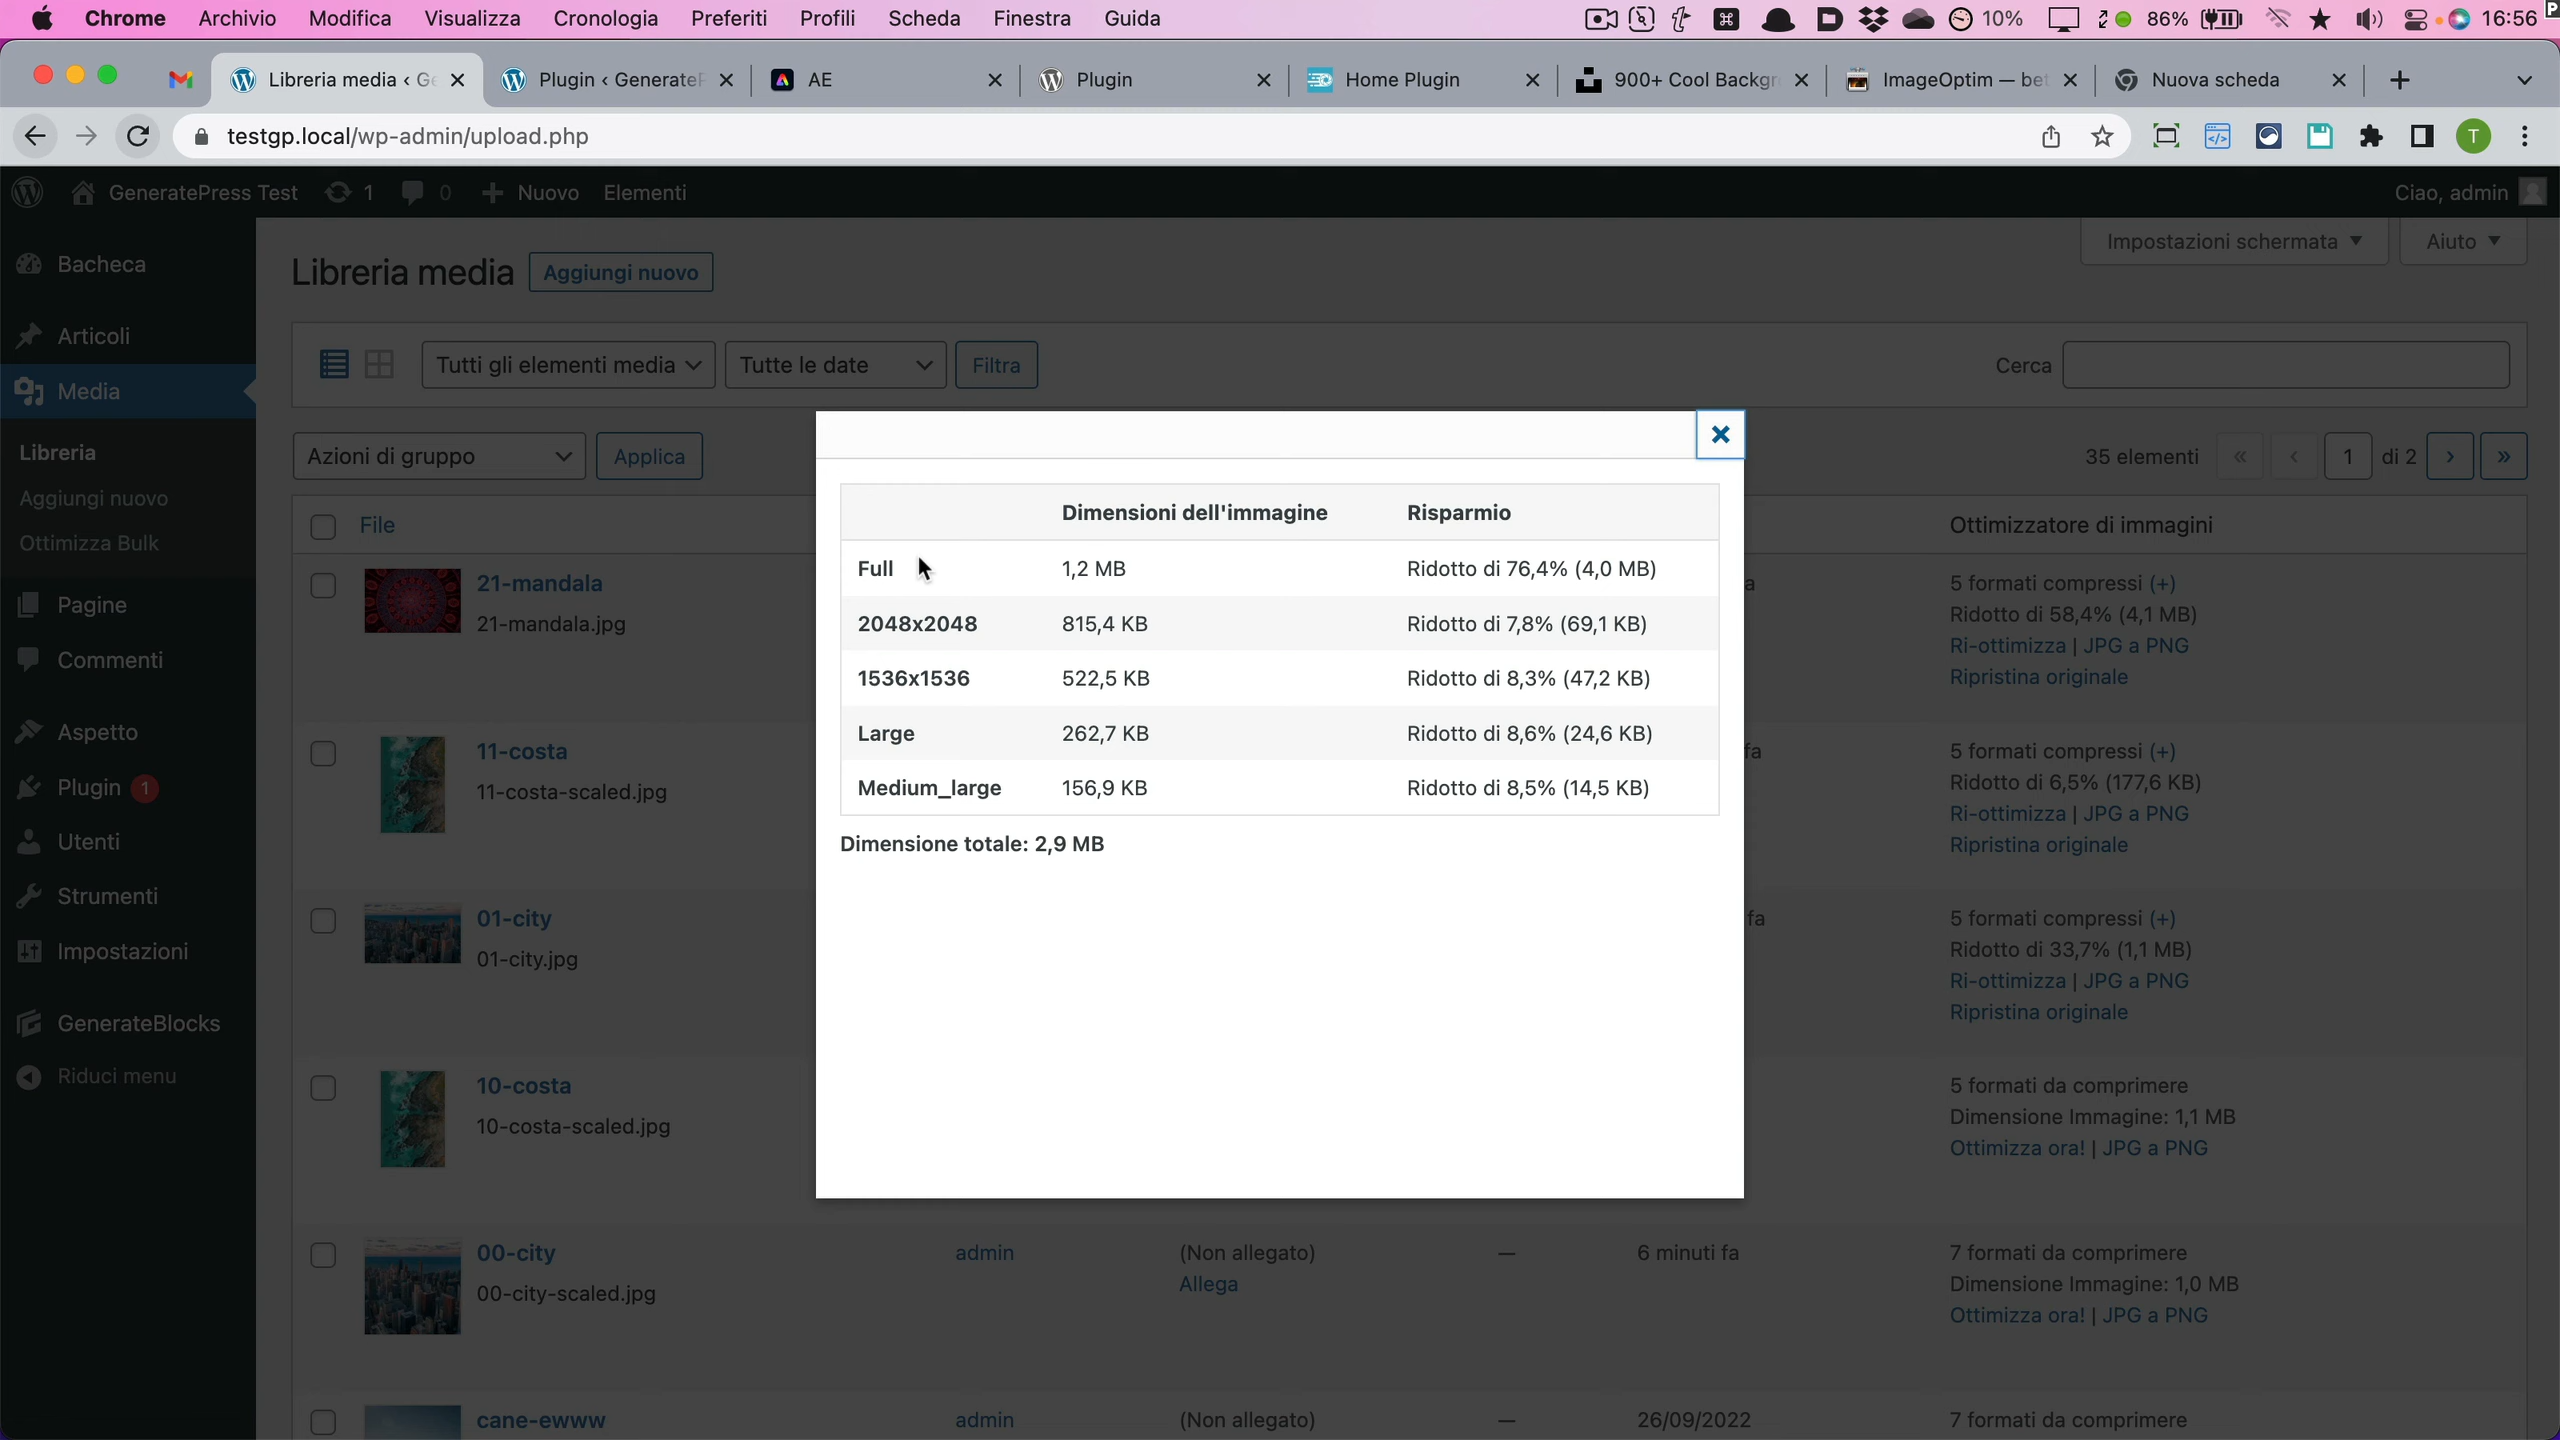 Chrome Archivio Modifica Visualizza Cronologia Preferiti Profili Scheda Finestra Guida 10% 86% 16:56
Libreria media ‹ Ge Plugin ‹ GenerateP AE Plugin Home Plugin 900+ Cool Backgr ImageOptim — bet Nuova scheda
testgp.local/wp-admin/upload.php T
GeneratePress Test 1 0 Nuovo Elementi Ciao, admin
Impostazioni schermata Aiuto
Bacheca
Articoli
Media
Libreria
Aggiungi nuovo
Ottimizza Bulk
Pagine
Commenti
Aspetto
Plugin 1
Utenti
Strumenti
Impostazioni
GenerateBlocks
Riduci menu
Libreria media Aggiungi nuovo
Tutti gli elementi media Tutte le date Filtra Cerca
Azioni di gruppo Applica 35 elementi « ‹ 1 di 2 › »
File Ottimizzatore di immagini
21-mandala
21-mandala.jpg
a
5 formati compressi (+)
Ridotto di 58,4% (4,1 MB)
Ri-ottimizza | JPG a PNG
Ripristina originale
11-costa
11-costa-scaled.jpg
fa
5 formati compressi (+)
Ridotto di 6,5% (177,6 KB)
Ri-ottimizza | JPG a PNG
Ripristina originale
01-city
01-city.jpg
fa
5 formati compressi (+)
Ridotto di 33,7% (1,1 MB)
Ri-ottimizza | JPG a PNG
Ripristina originale
10-costa
10-costa-scaled.jpg
5 formati da comprimere
Dimensione Immagine: 1,1 MB
Ottimizza ora! | JPG a PNG
00-city
00-city-scaled.jpg
admin
(Non allegato)
Allega
—
6 minuti fa
7 formati da comprimere
Dimensione Immagine: 1,0 MB
Ottimizza ora! | JPG a PNG
cane-ewww admin (Non allegato) — 26/09/2022 7 formati da comprimere
Dimensioni dell'immagine Risparmio
Full 1,2 MB Ridotto di 76,4% (4,0 MB)
2048x2048 815,4 KB Ridotto di 7,8% (69,1 KB)
1536x1536 522,5 KB Ridotto di 8,3% (47,2 KB)
Large 262,7 KB Ridotto di 8,6% (24,6 KB)
Medium_large 156,9 KB Ridotto di 8,5% (14,5 KB)
Dimensione totale: 2,9 MB